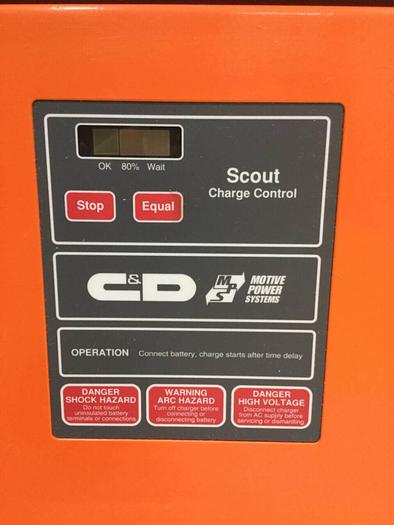 OK 80% Wait
Scout
Charge Control
Stop Equal
C&D MPS MOTIVE
POWER
SYSTEMS
OPERATION Connect battery, charge starts after time delay
DANGER
SHOCK HAZARD
Do not touch
uninsulated battery
terminals or connections
WARNING
ARC HAZARD
Turn off charger before
connecting or
disconnecting battery
DANGER
HIGH VOLTAGE
Disconnect charger
from AC supply before
servicing or dismantling